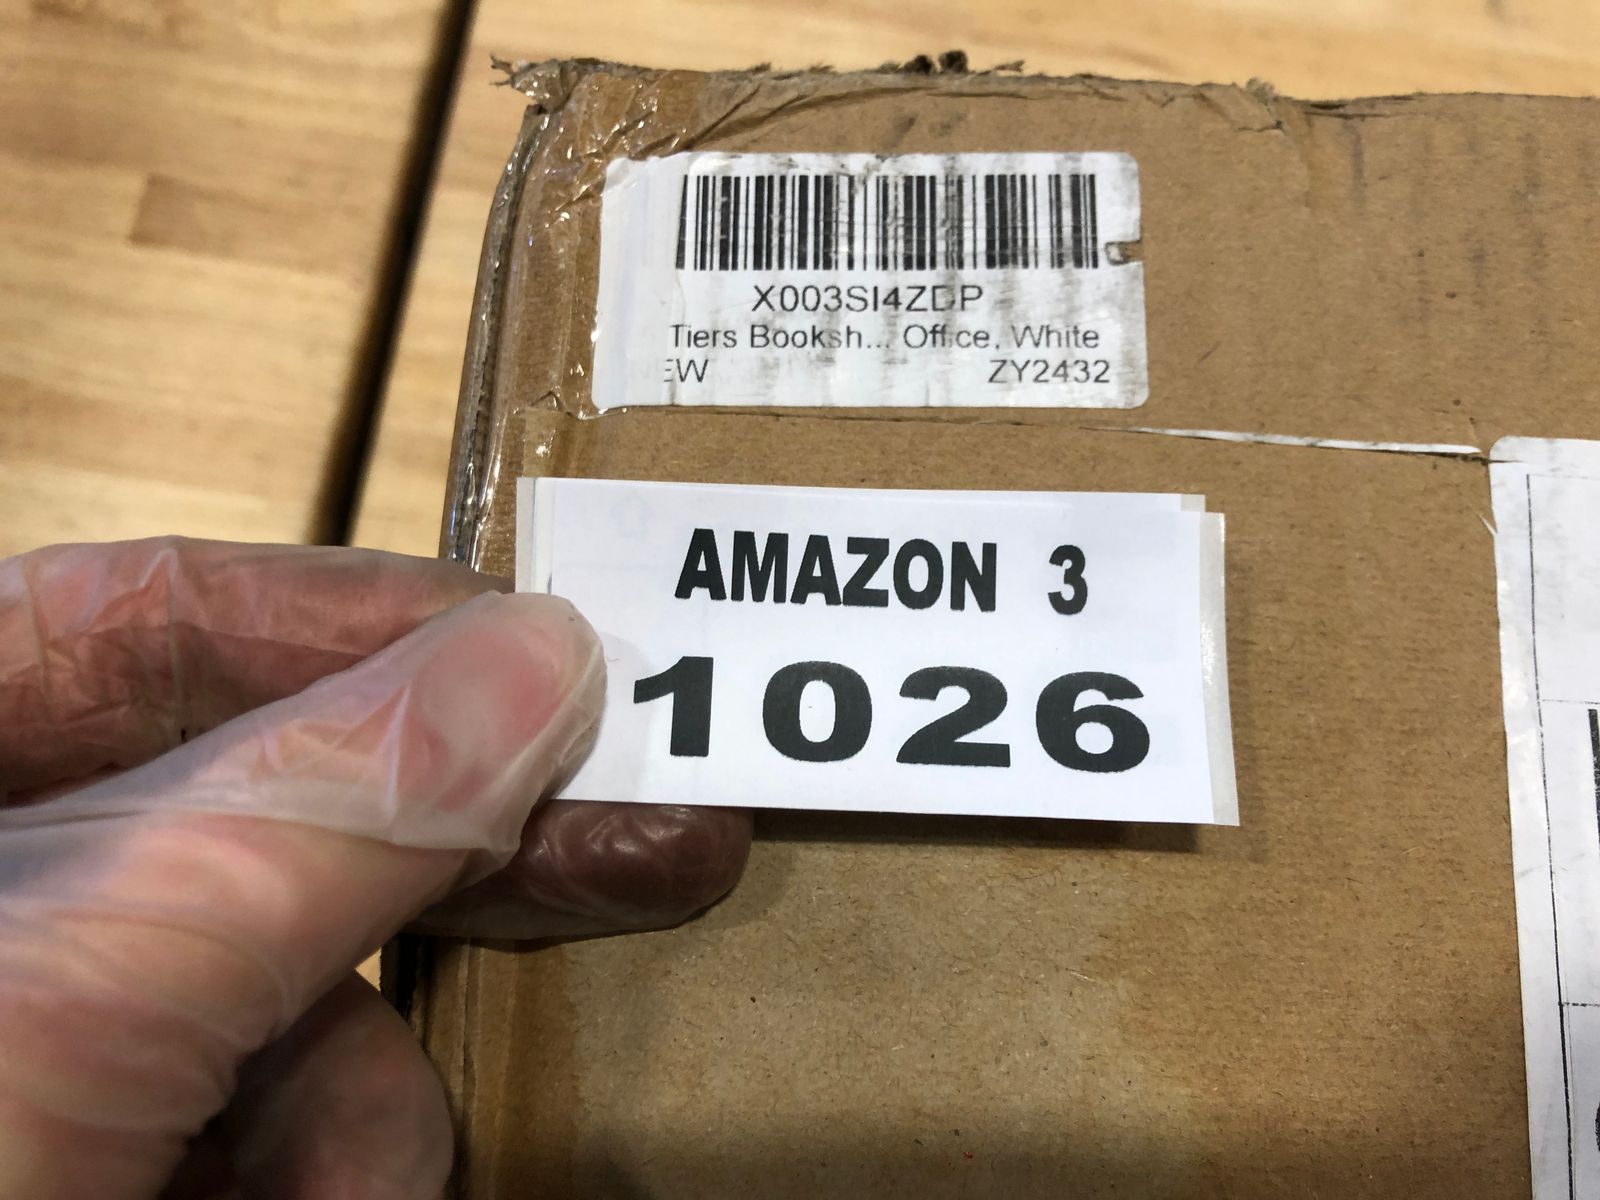 X003SI4ZDP
Tiers Booksh... Office, White
EW ZY2432
AMAZON 3
1026